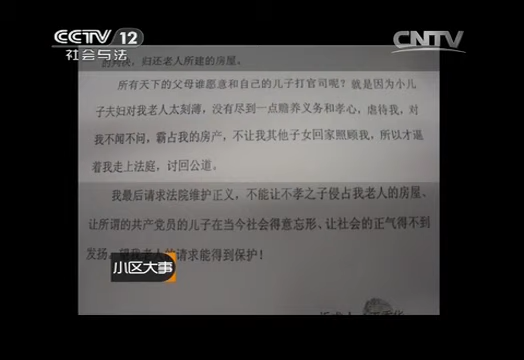 CCTV 12
社会与法
CNTV
的判决，归还老人所建的房屋。
所有天下的父母谁愿意和自己的儿子打官司呢？就是因为小儿
子夫妇对我老人太刻薄，没有尽到一点赡养义务和孝心，虐待我，对
我不闻不问，霸占我的房产，不让我其他子女回家照顾我，所以才逼
着我走上法庭，讨回公道。
我最后请求法院维护正义，不能让不孝之子侵占我老人的房屋、
让所谓的共产党员的儿子在当今社会得意忘形、让社会的正气得不到
发扬，望我老人的请求能得到保护！
小区大事